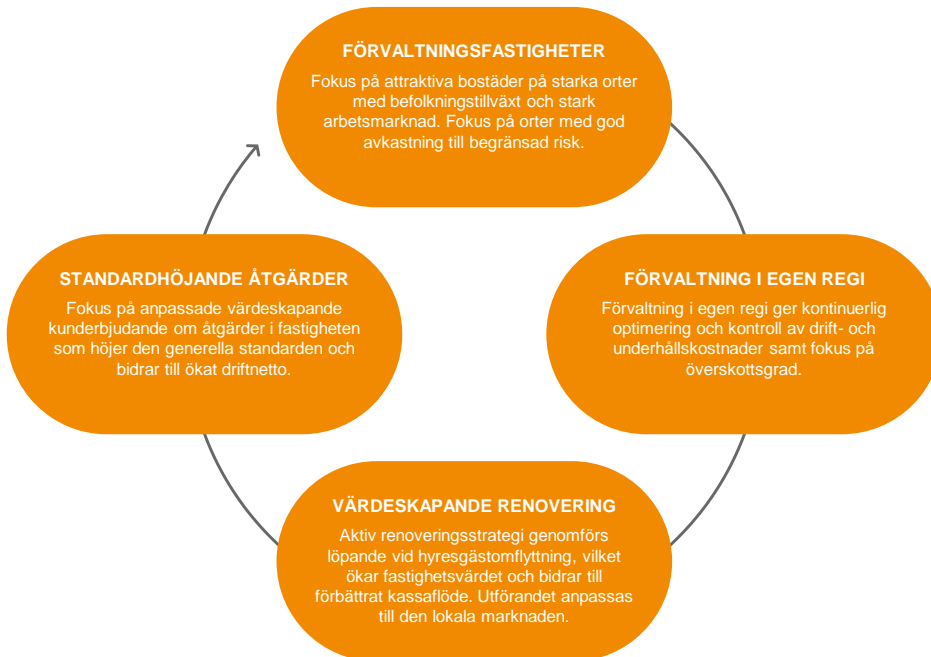 FÖRVALTNINGSFASTIGHETER
Fokus på attraktiva bostäder på starka orter
med befolkningstillväxt och stark
arbetsmarknad. Fokus på orter med god
avkastning till begränsad risk.
STANDARDHÖJANDE ÅTGÄRDER
Fokus på anpassade värdeskapande
kunderbjudande om åtgärder i fastigheten
som höjer den generella standarden och
bidrar till ökat driftnetto.
FÖRVALTNING I EGEN REGI
Förvaltning i egen regi ger kontinuerlig
optimering och kontroll av drift- och
underhållskostnader samt fokus på
överskottsgrad.
VÄRDESKAPANDE RENOVERING
Aktiv renoveringsstrategi genomförs
löpande vid hyresgästomflyttning, vilket
ökar fastighetsvärdet och bidrar till
förbättrat kassaflöde. Utförandet anpassas
till den lokala marknaden.